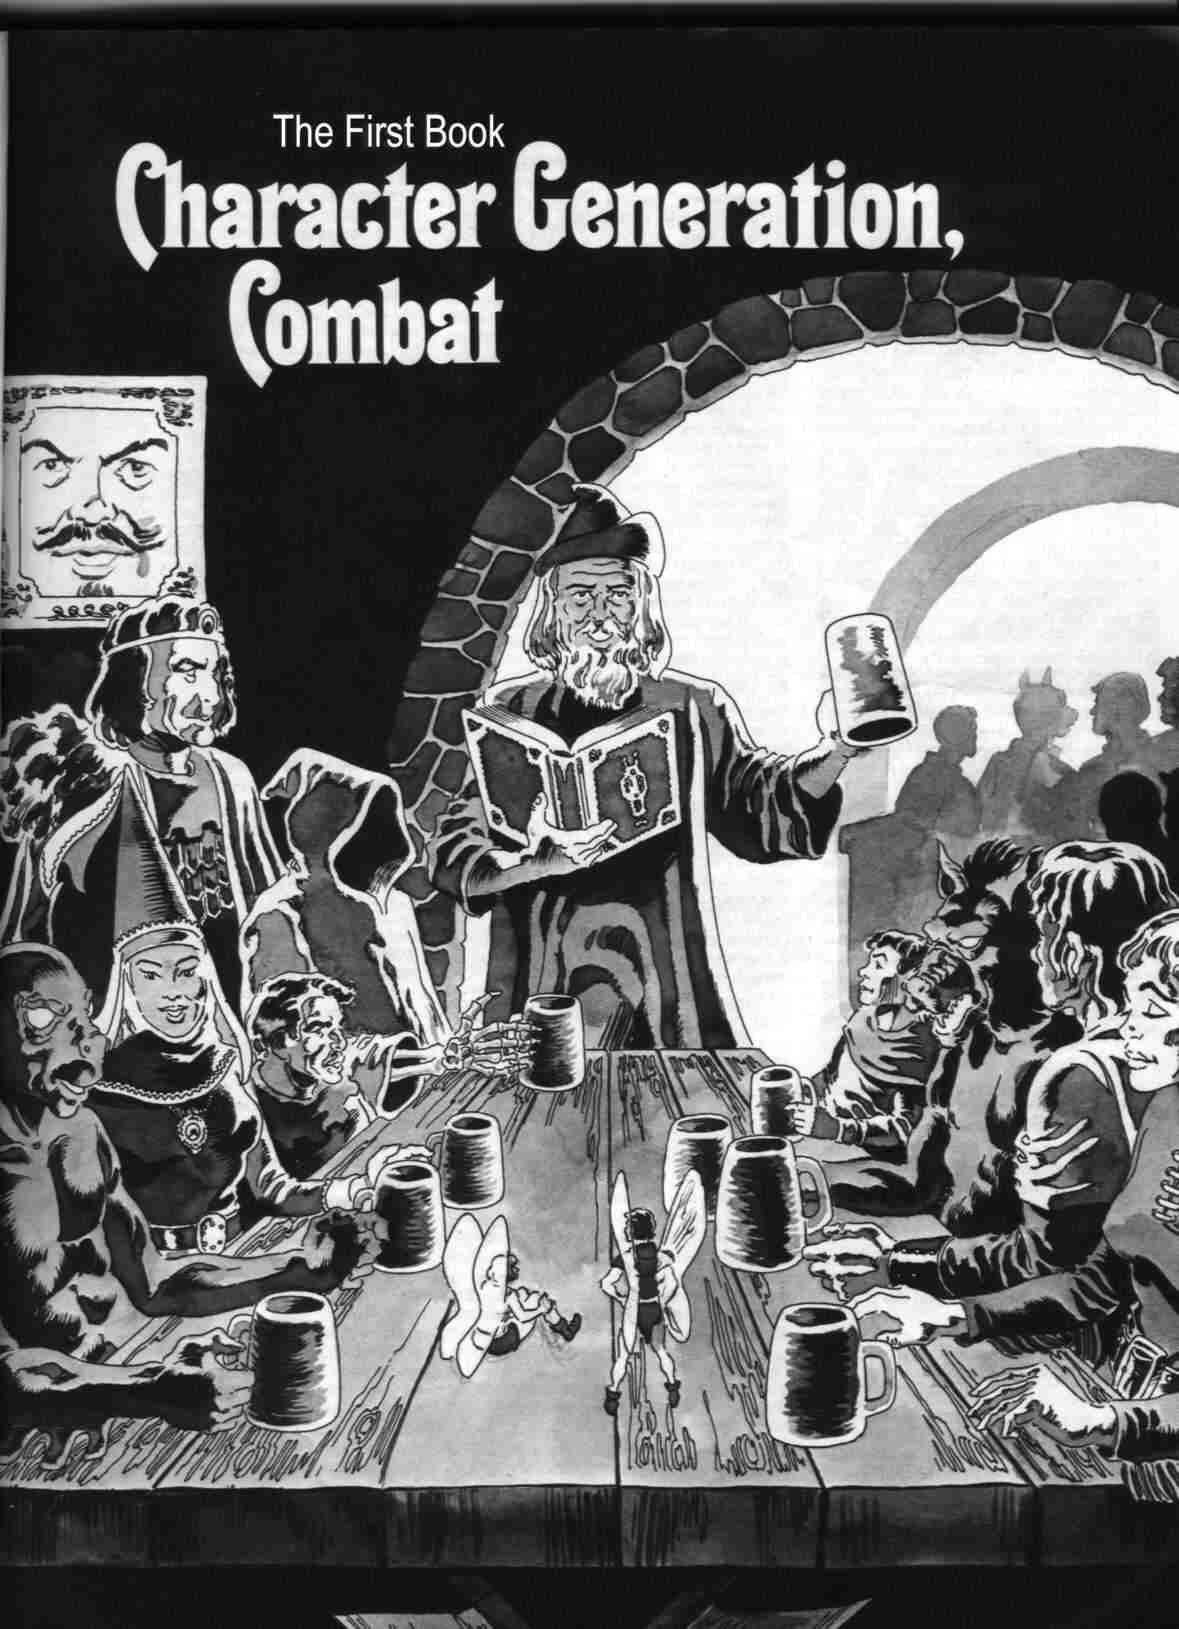 The First Book
Character Generation,
Combat